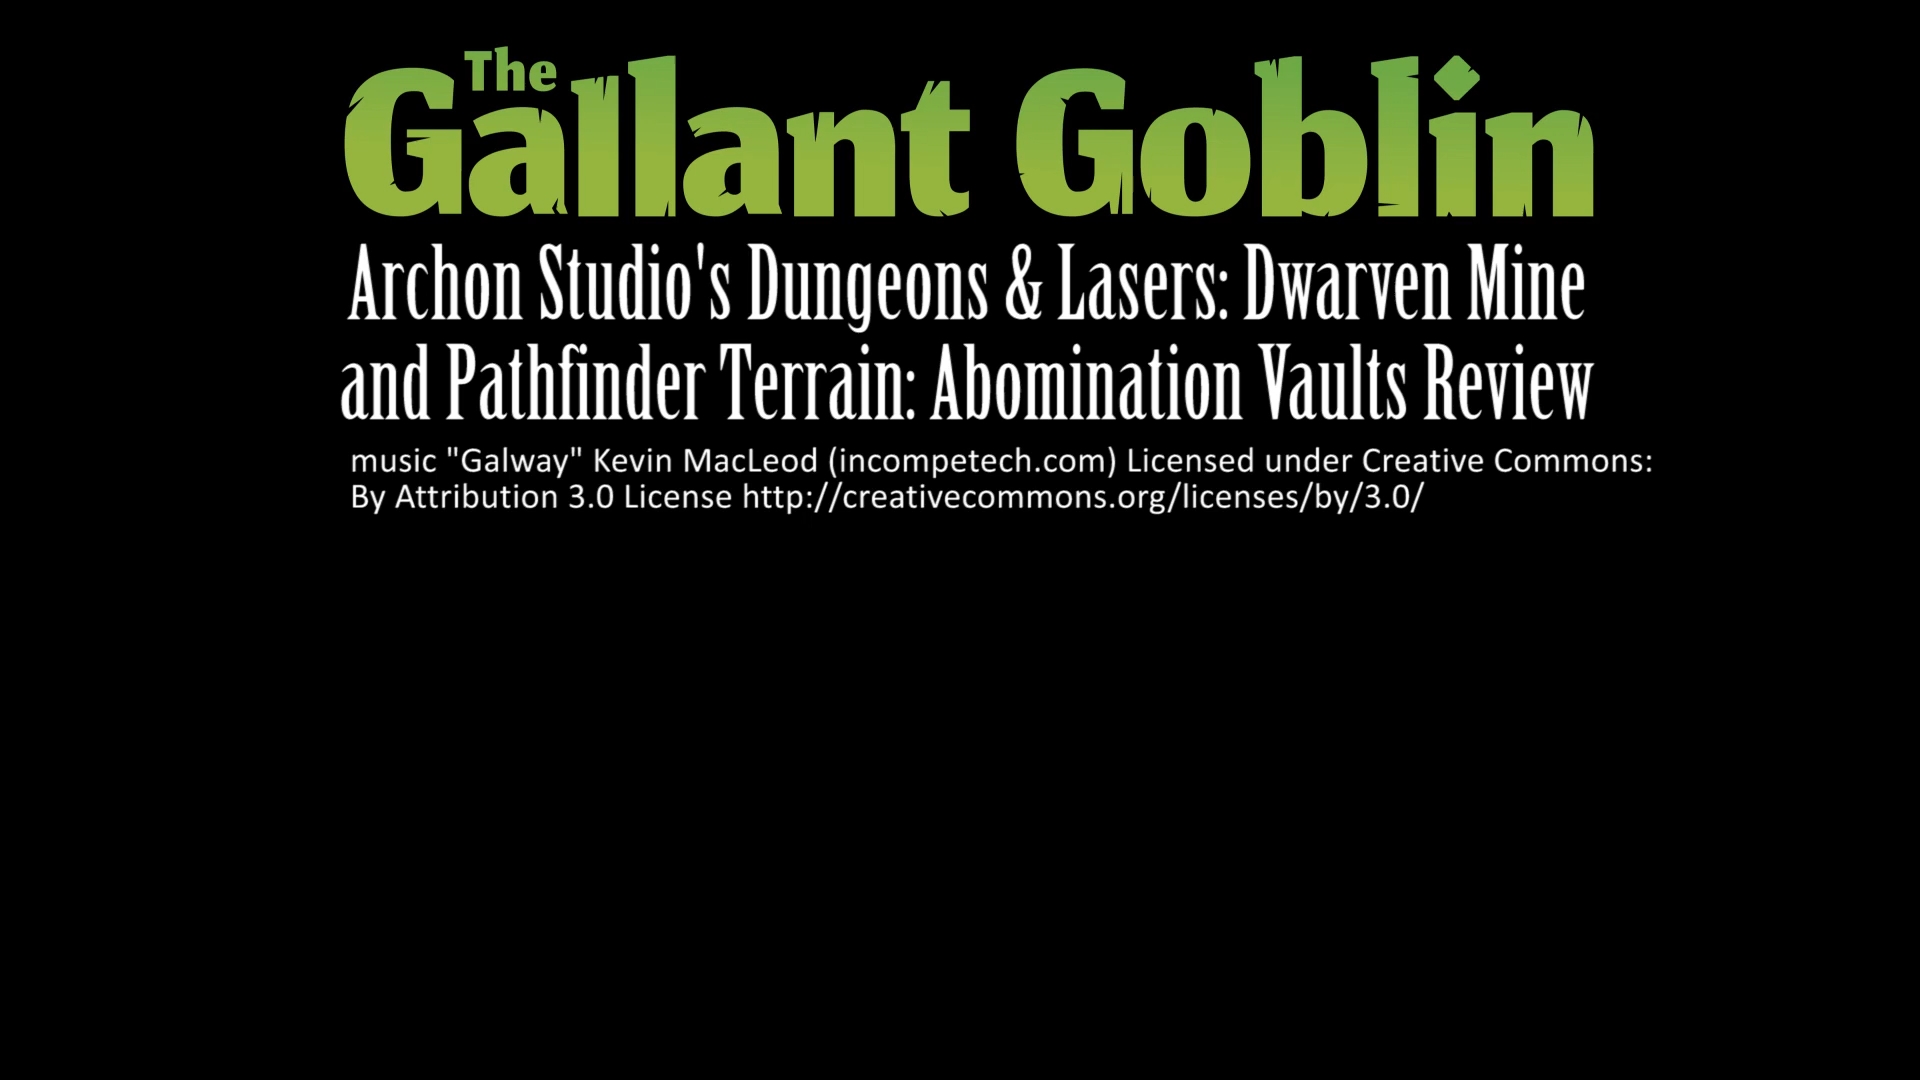 The
Gallant Goblin
Archon Studio's Dungeons & Lasers: Dwarven Mine
and Pathfinder Terrain: Abomination Vaults Review
music "Galway" Kevin MacLeod (incompetech.com) Licensed under Creative Commons:
By Attribution 3.0 License http://creativecommons.org/licenses/by/3.0/